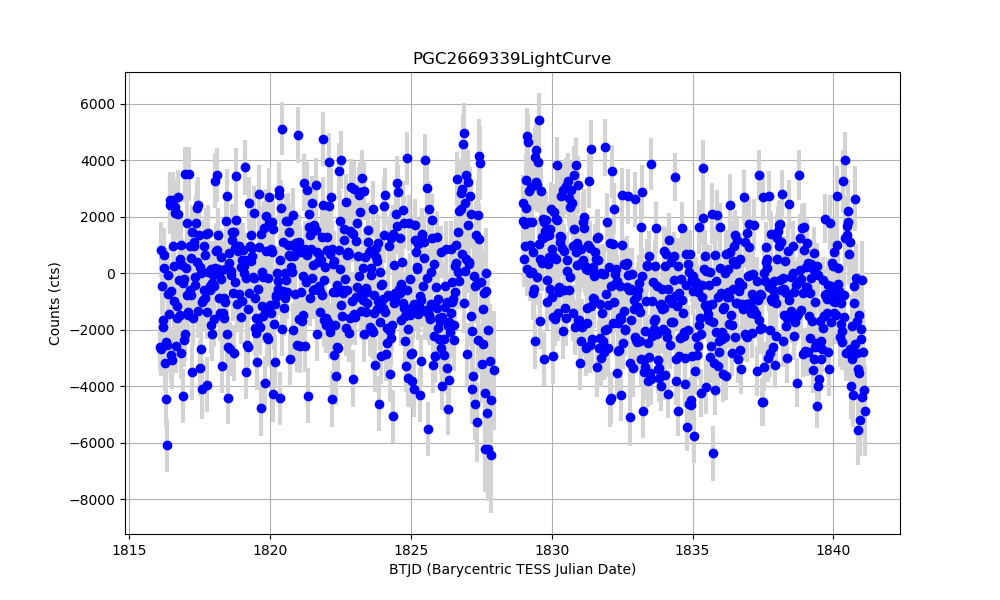 PGC2669339LightCurve
Counts (cts)
6000
4000
2000
0
−2000
−4000
−6000
−8000
1815 1820 1825 1830 1835 1840
BTJD (Barycentric TESS Julian Date)